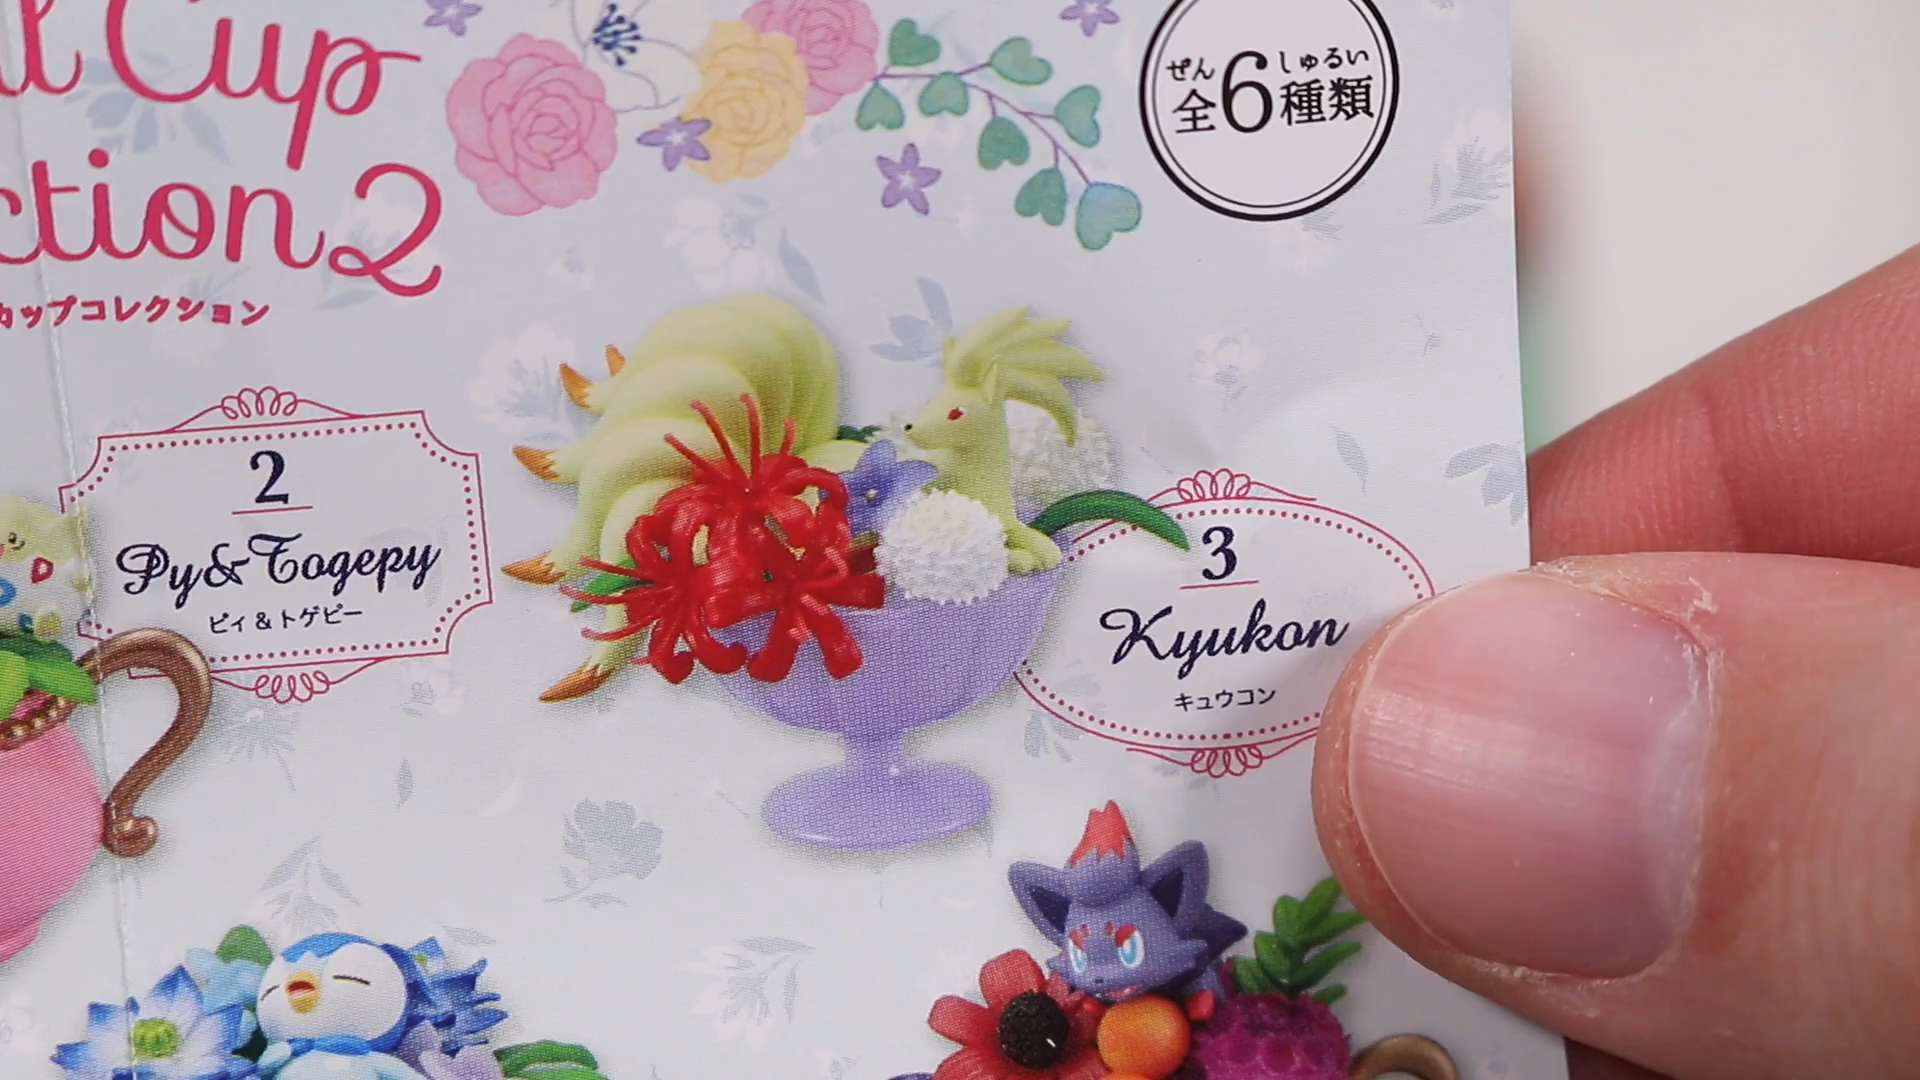 l Cup
ction 2
カップコレクション
ぜん しゅるい
全6種類
2
Py&Togepy
ピィ&トゲピー
3
Kyukon
キュウコン